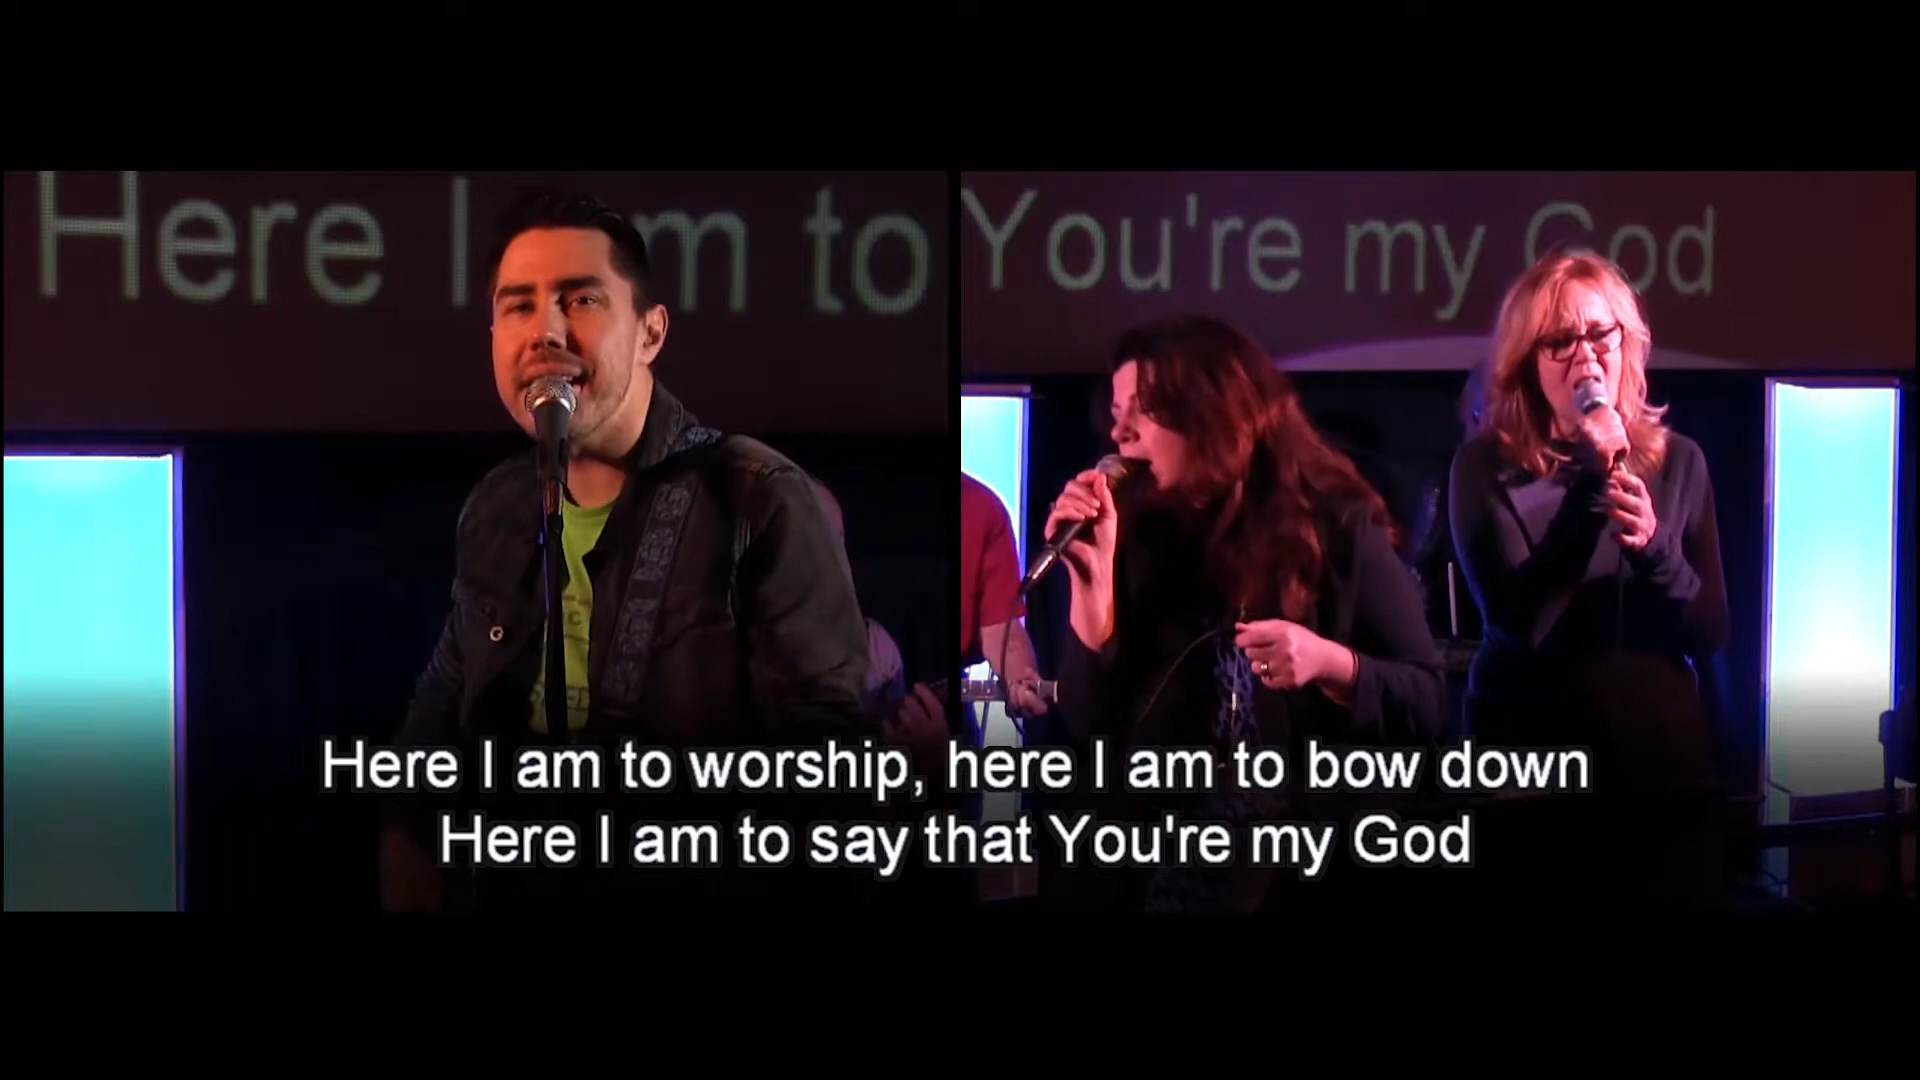 Here I am to
You're my God
Here I am to worship, here I am to bow down
Here I am to say that You're my God